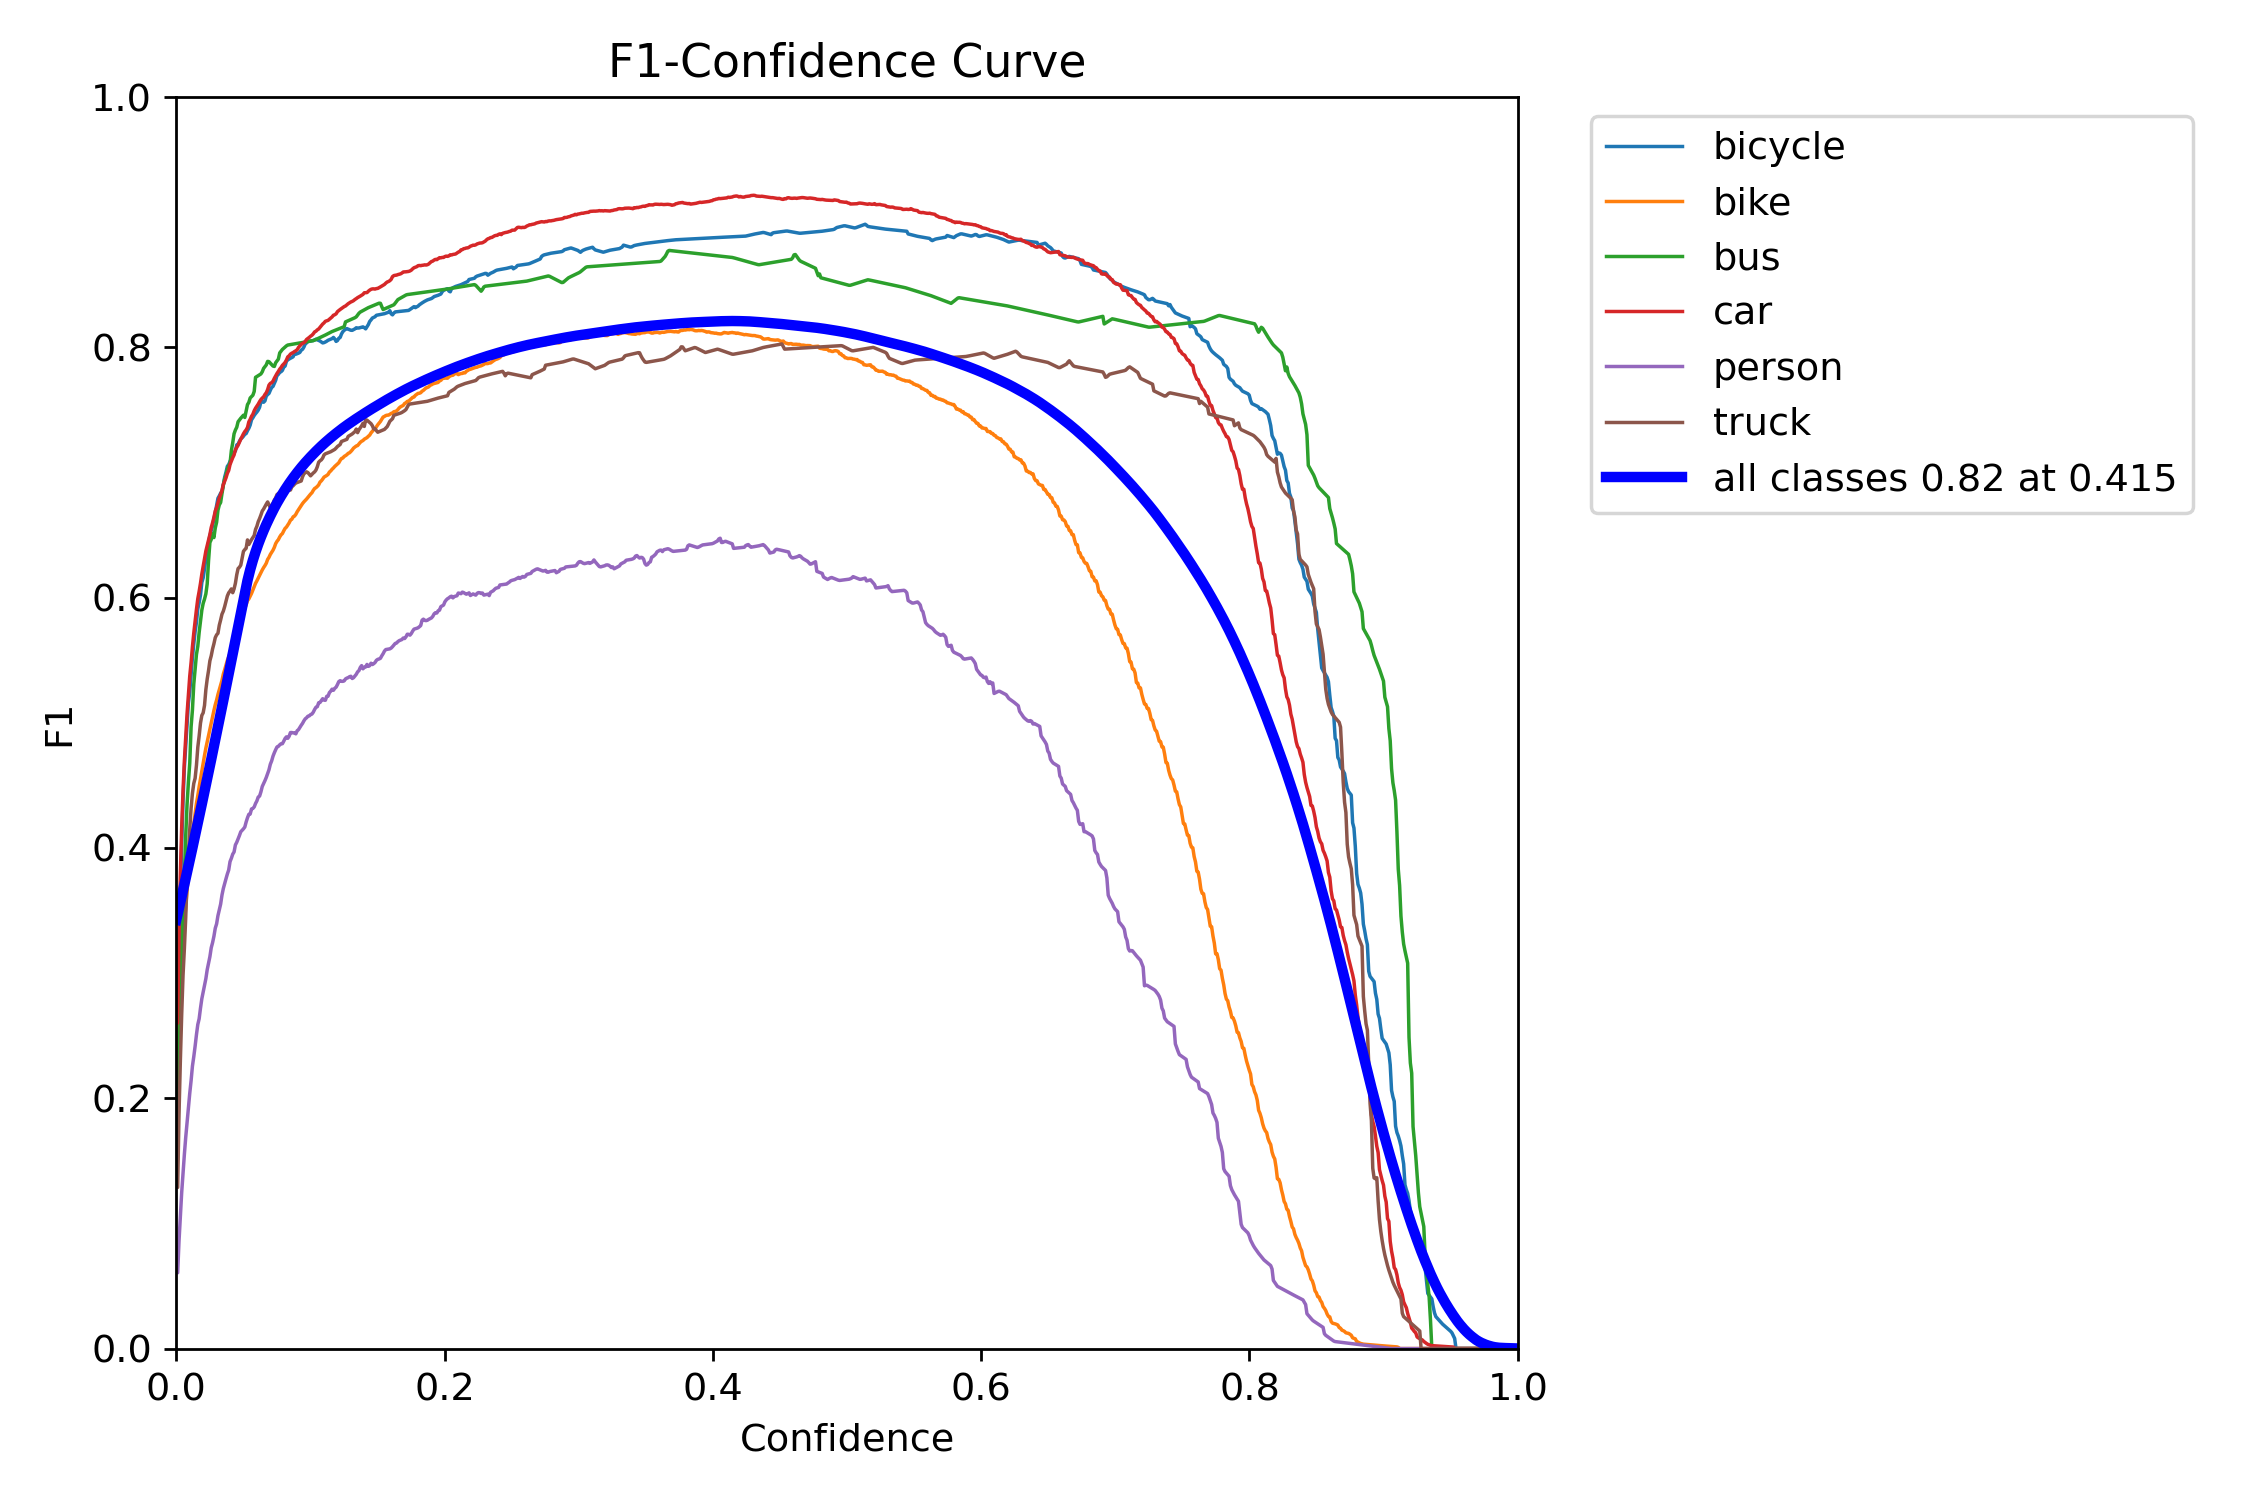 F1-Confidence Curve
1.0
0.8
0.6
0.4
0.2
0.0
F1
0.0 0.2 0.4 0.6 0.8 1.0
Confidence
bicycle
bike
bus
car
person
truck
all classes 0.82 at 0.415